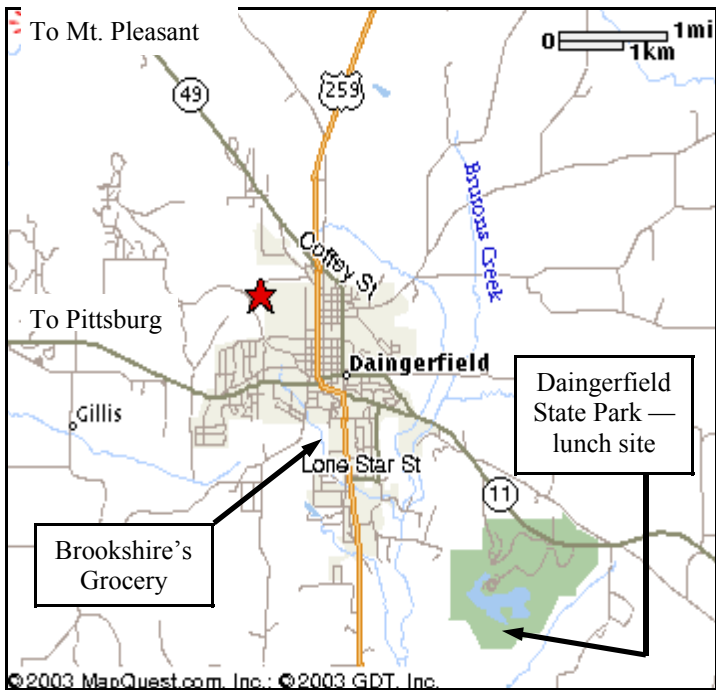 To Mt. Pleasant
0 1mi
1km
49
259
Brutons Creek
Coffey St
To Pittsburg
Daingerfield
Daingerfield
State Park —
lunch site
Gillis
Lone Star St
11
Brookshire’s
Grocery
©2003 MapQuest.com, Inc.; ©2003 GDT, Inc.